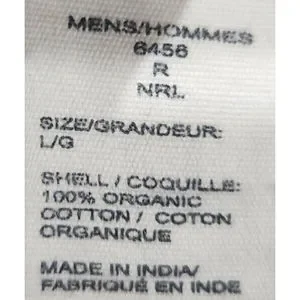 MENS/HOMMES
6456
R
NRL
SIZE/GRANDEUR:
L/G
SHELL / COQUILLE:
100% ORGANIC
COTTON / COTON
ORGANIQUE
MADE IN INDIA/
FABRIQUÉ EN INDE